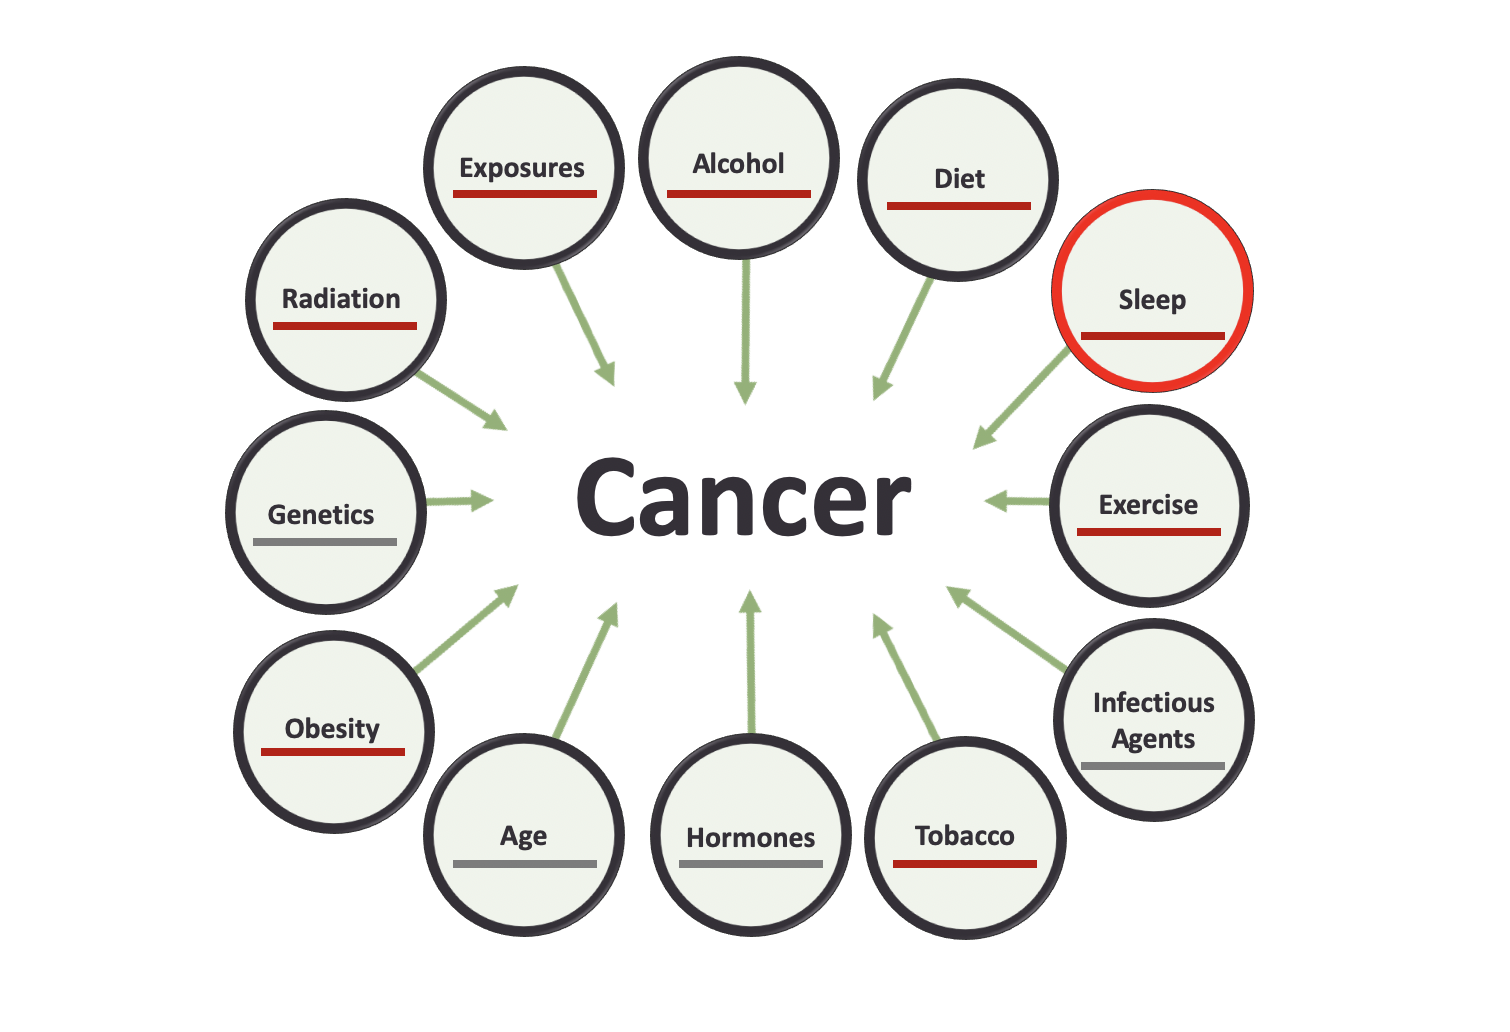 Exposures
Alcohol
Diet
Sleep
Radiation
Genetics
Cancer
Exercise
Obesity
Infectious
Agents
Age
Hormones
Tobacco